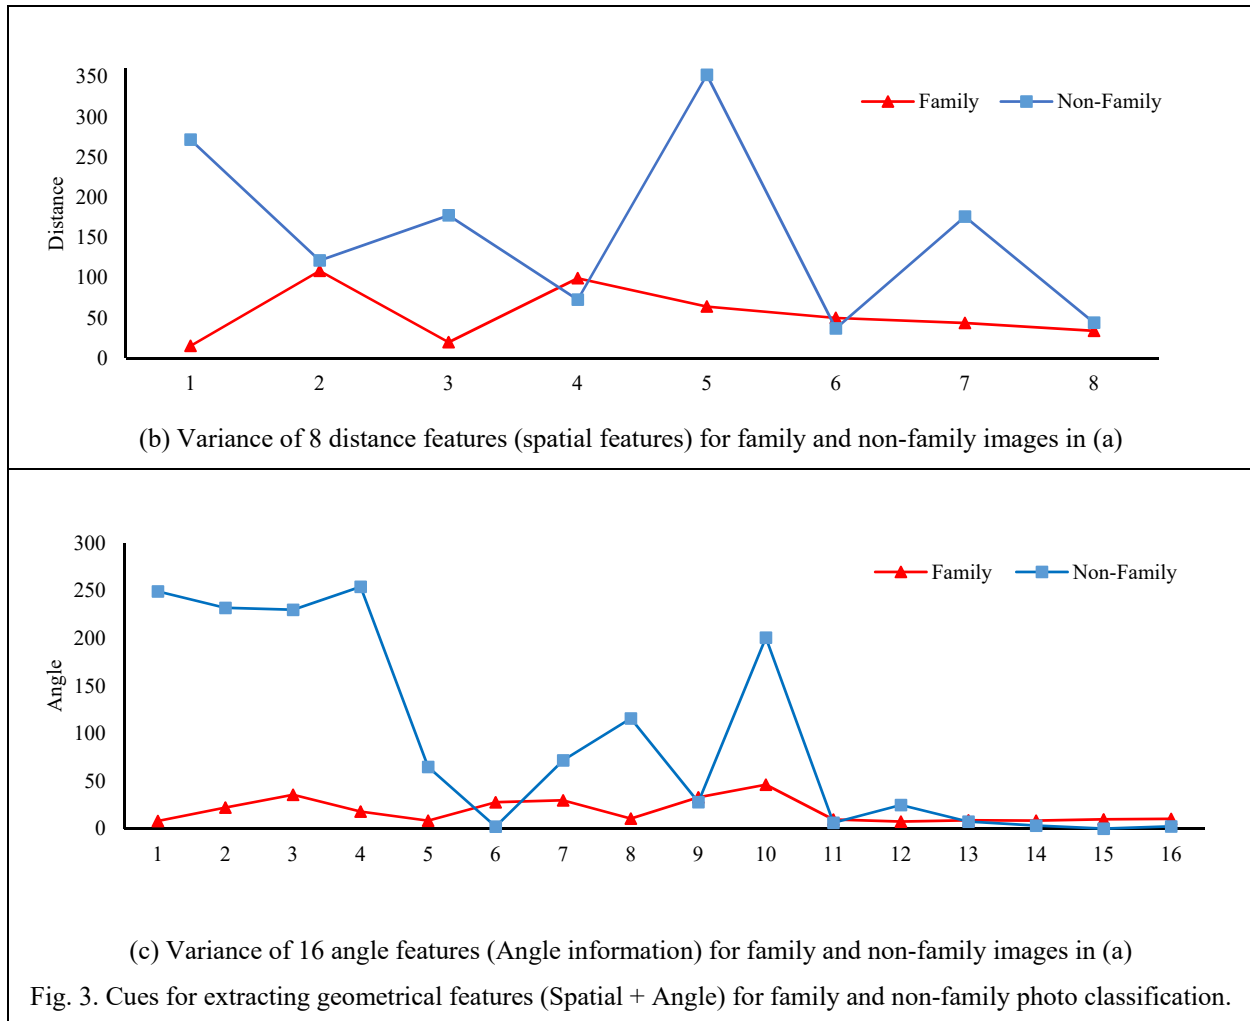 350
300
250
200
150
100
50
0
Distance
Family Non-Family
1 2 3 4 5 6 7 8
(b) Variance of 8 distance features (spatial features) for family and non-family images in (a)
300
250
200
150
100
50
0
Angle
Family Non-Family
1 2 3 4 5 6 7 8 9 10 11 12 13 14 15 16
(c) Variance of 16 angle features (Angle information) for family and non-family images in (a)
Fig. 3. Cues for extracting geometrical features (Spatial + Angle) for family and non-family photo classification.